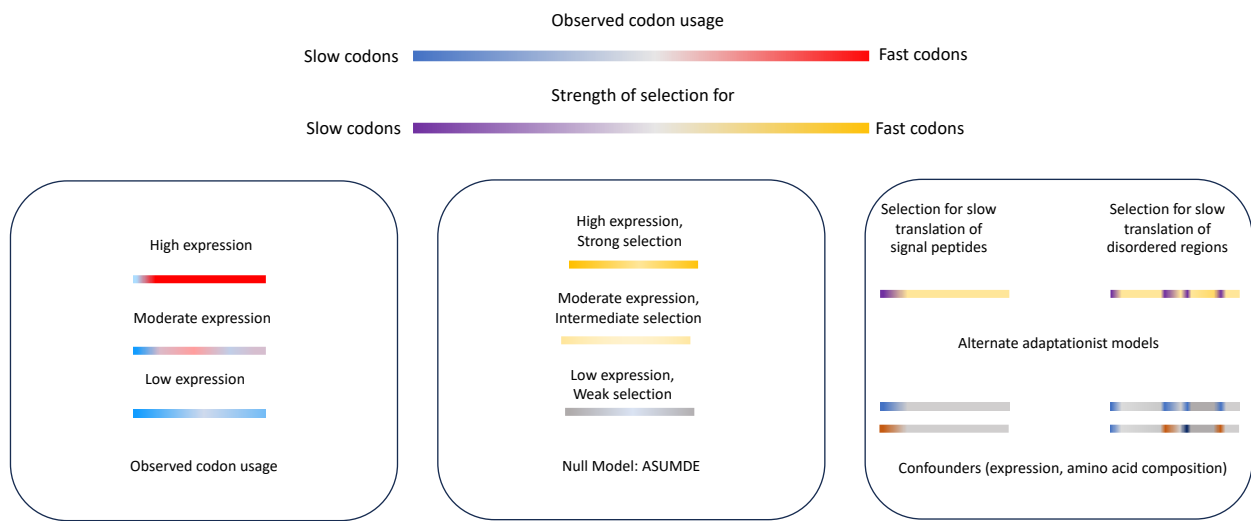 Observed codon usage
Slow codons
Fast codons
Strength of selection for
Slow codons
Fast codons
High expression
Moderate expression
Low expression
Observed codon usage
High expression,
Strong selection
Moderate expression,
Intermediate selection
Low expression,
Weak selection
Null Model: ASUMDE
Selection for slow
translation of
signal peptides
Selection for slow
translation of
disordered regions
Alternate adaptationist models
Confounders (expression, amino acid composition)